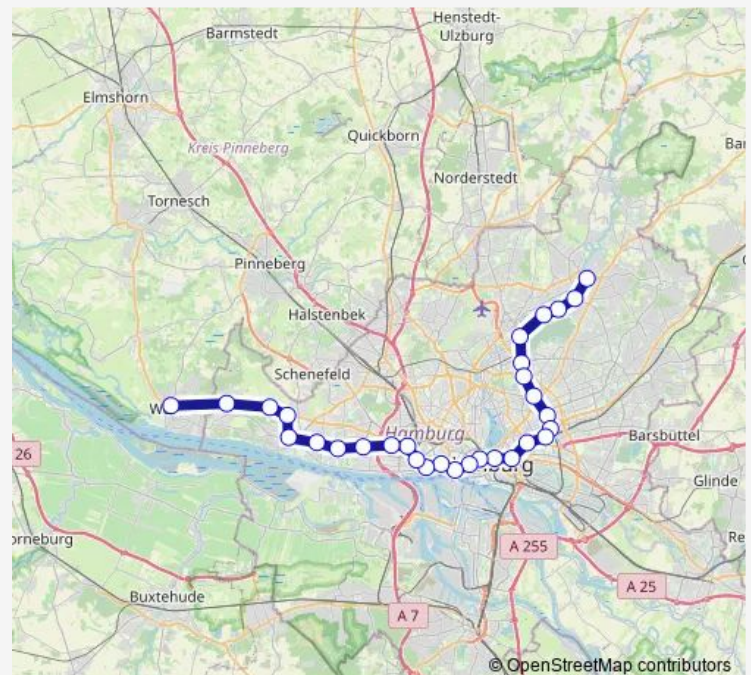 Henstedt-
Ulzburg
Barmstedt
Elmshorn
Quickborn
Kreis Pinneberg
Norderstedt
Tornesch
Pinneberg
Halstenbek
Schenefeld
W
Hamburg
Barsbüttel
26
burg
Glinde
A 255
orneburg
A 25
Buxtehude
A 7
© OpenStreetMap contributors